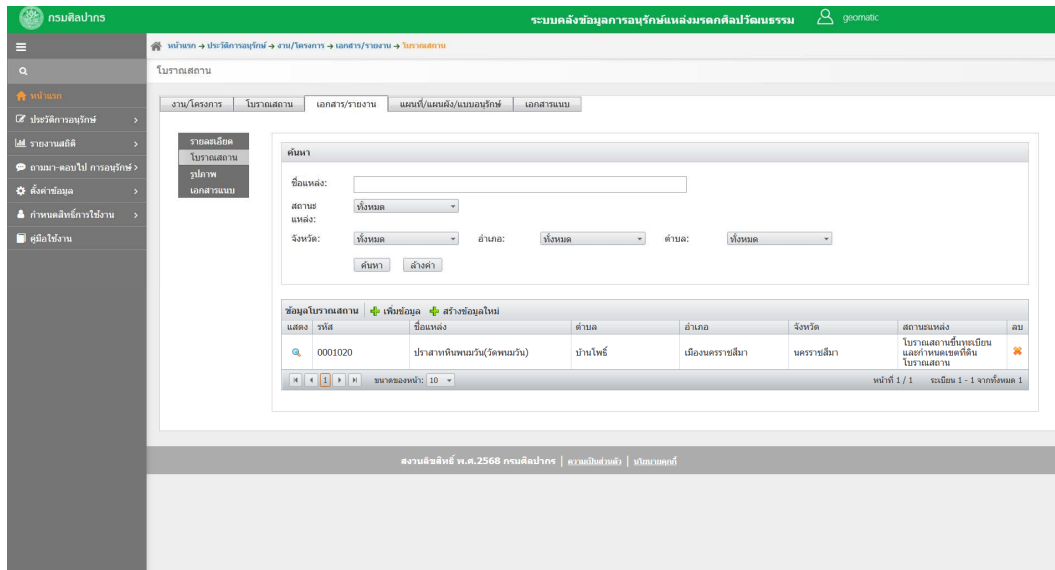 กรมศิลปากร
ระบบคลังข้อมูลการอนุรักษ์แหล่งมรดกศิลปวัฒนธรรม geomatic
หน้าแรก → ประวัติการอนุรักษ์ → งาน/โครงการ → เอกสาร/รายงาน → โบราณสถาน
โบราณสถาน
หน้าแรก
ประวัติการอนุรักษ์ >
รายงานสถิติ >
ถามมา-ตอบไป การอนุรักษ์ >
ตั้งค่าข้อมูล >
กำหนดสิทธิ์การใช้งาน >
คู่มือใช้งาน
งาน/โครงการ โบราณสถาน เอกสาร/รายงาน แผนที่/แผนผัง/แบบอนุรักษ์ เอกสารแนบ
รายละเอียด
โบราณสถาน
รูปภาพ
เอกสารแนบ
ค้นหา
ชื่อแหล่ง:
สถานะ ทั้งหมด
แหล่ง:
จังหวัด: ทั้งหมด อำเภอ: ทั้งหมด ตำบล: ทั้งหมด
ค้นหา ล้างค่า
ข้อมูลโบราณสถาน เพิ่มข้อมูล สร้างข้อมูลใหม่
แสดง รหัส ชื่อแหล่ง ตำบล อำเภอ จังหวัด สถานะแหล่ง ลบ
0001020 ปราสาทหินพนมวัน(วัดพนมวัน) บ้านโพธิ์ เมืองนครราชสีมา นครราชสีมา โบราณสถานขึ้นทะเบียน
และกำหนดเขตที่ดิน
โบราณสถาน
1 ขนาดของหน้า: 10 หน้าที่ 1 / 1 ระเบียน 1 - 1 จากทั้งหมด 1
สงวนลิขสิทธิ์ พ.ศ.2568 กรมศิลปากร | ความเป็นส่วนตัว | นโยบายคุกกี้